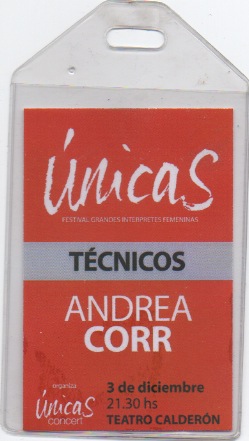 Únicas
FESTIVAL GRANDES INTERPRETES FEMENINAS
TÉCNICOS
ANDREA
CORR
organiza
Únicas
concert
3 de diciembre
21.30 hs
TEATRO CALDERÓN